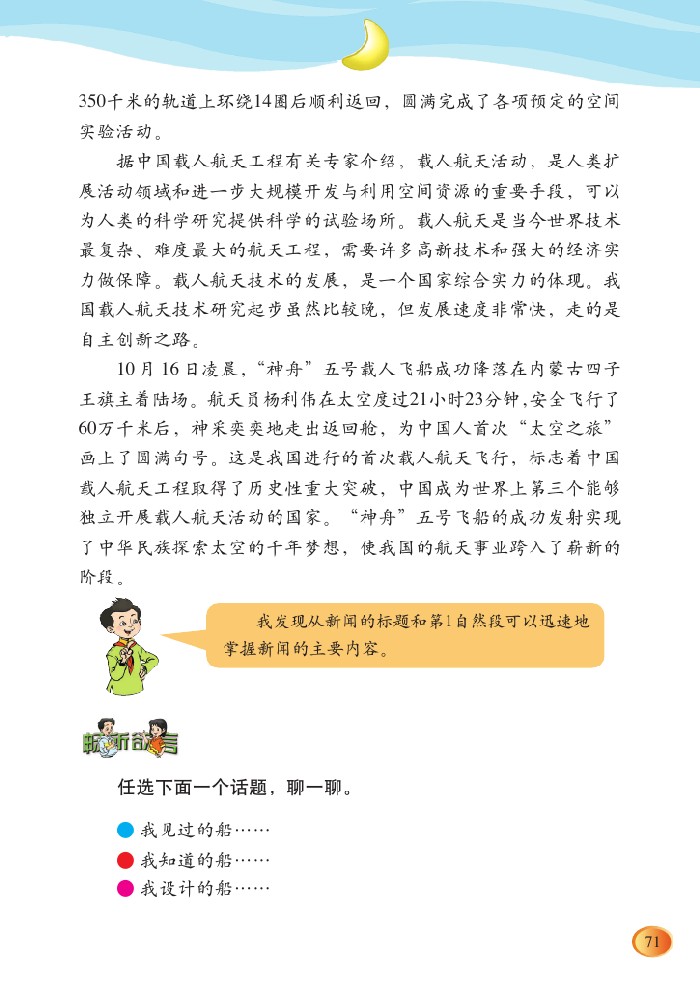 350千米的轨道上环绕14圈后顺利返回，圆满完成了各项预定的空间
实验活动。
据中国载人航天工程有关专家介绍，载人航天活动，是人类扩
展活动领域和进一步大规模开发与利用空间资源的重要手段，可以
为人类的科学研究提供科学的试验场所。载人航天是当今世界技术
最复杂、难度最大的航天工程，需要许多高新技术和强大的经济实
力做保障。载人航天技术的发展，是一个国家综合实力的体现。我
国载人航天技术研究起步虽然比较晚，但发展速度非常快，走的是
自主创新之路。
10 月 16 日凌晨，“神舟”五号载人飞船成功降落在内蒙古四子
王旗主着陆场。航天员杨利伟在太空度过21小时23分钟，安全飞行了
60万千米后，神采奕奕地走出返回舱，为中国人首次“太空之旅”
画上了圆满句号。这是我国进行的首次载人航天飞行，标志着中国
载人航天工程取得了历史性重大突破，中国成为世界上第三个能够
独立开展载人航天活动的国家。“神舟”五号飞船的成功发射实现
了中华民族探索太空的千年梦想，使我国的航天事业跨入了崭新的
阶段。
我发现从新闻的标题和第1自然段可以迅速地
掌握新闻的主要内容。
畅所欲言
任选下面一个话题，聊一聊。
我见过的船……
我知道的船……
我设计的船……
71